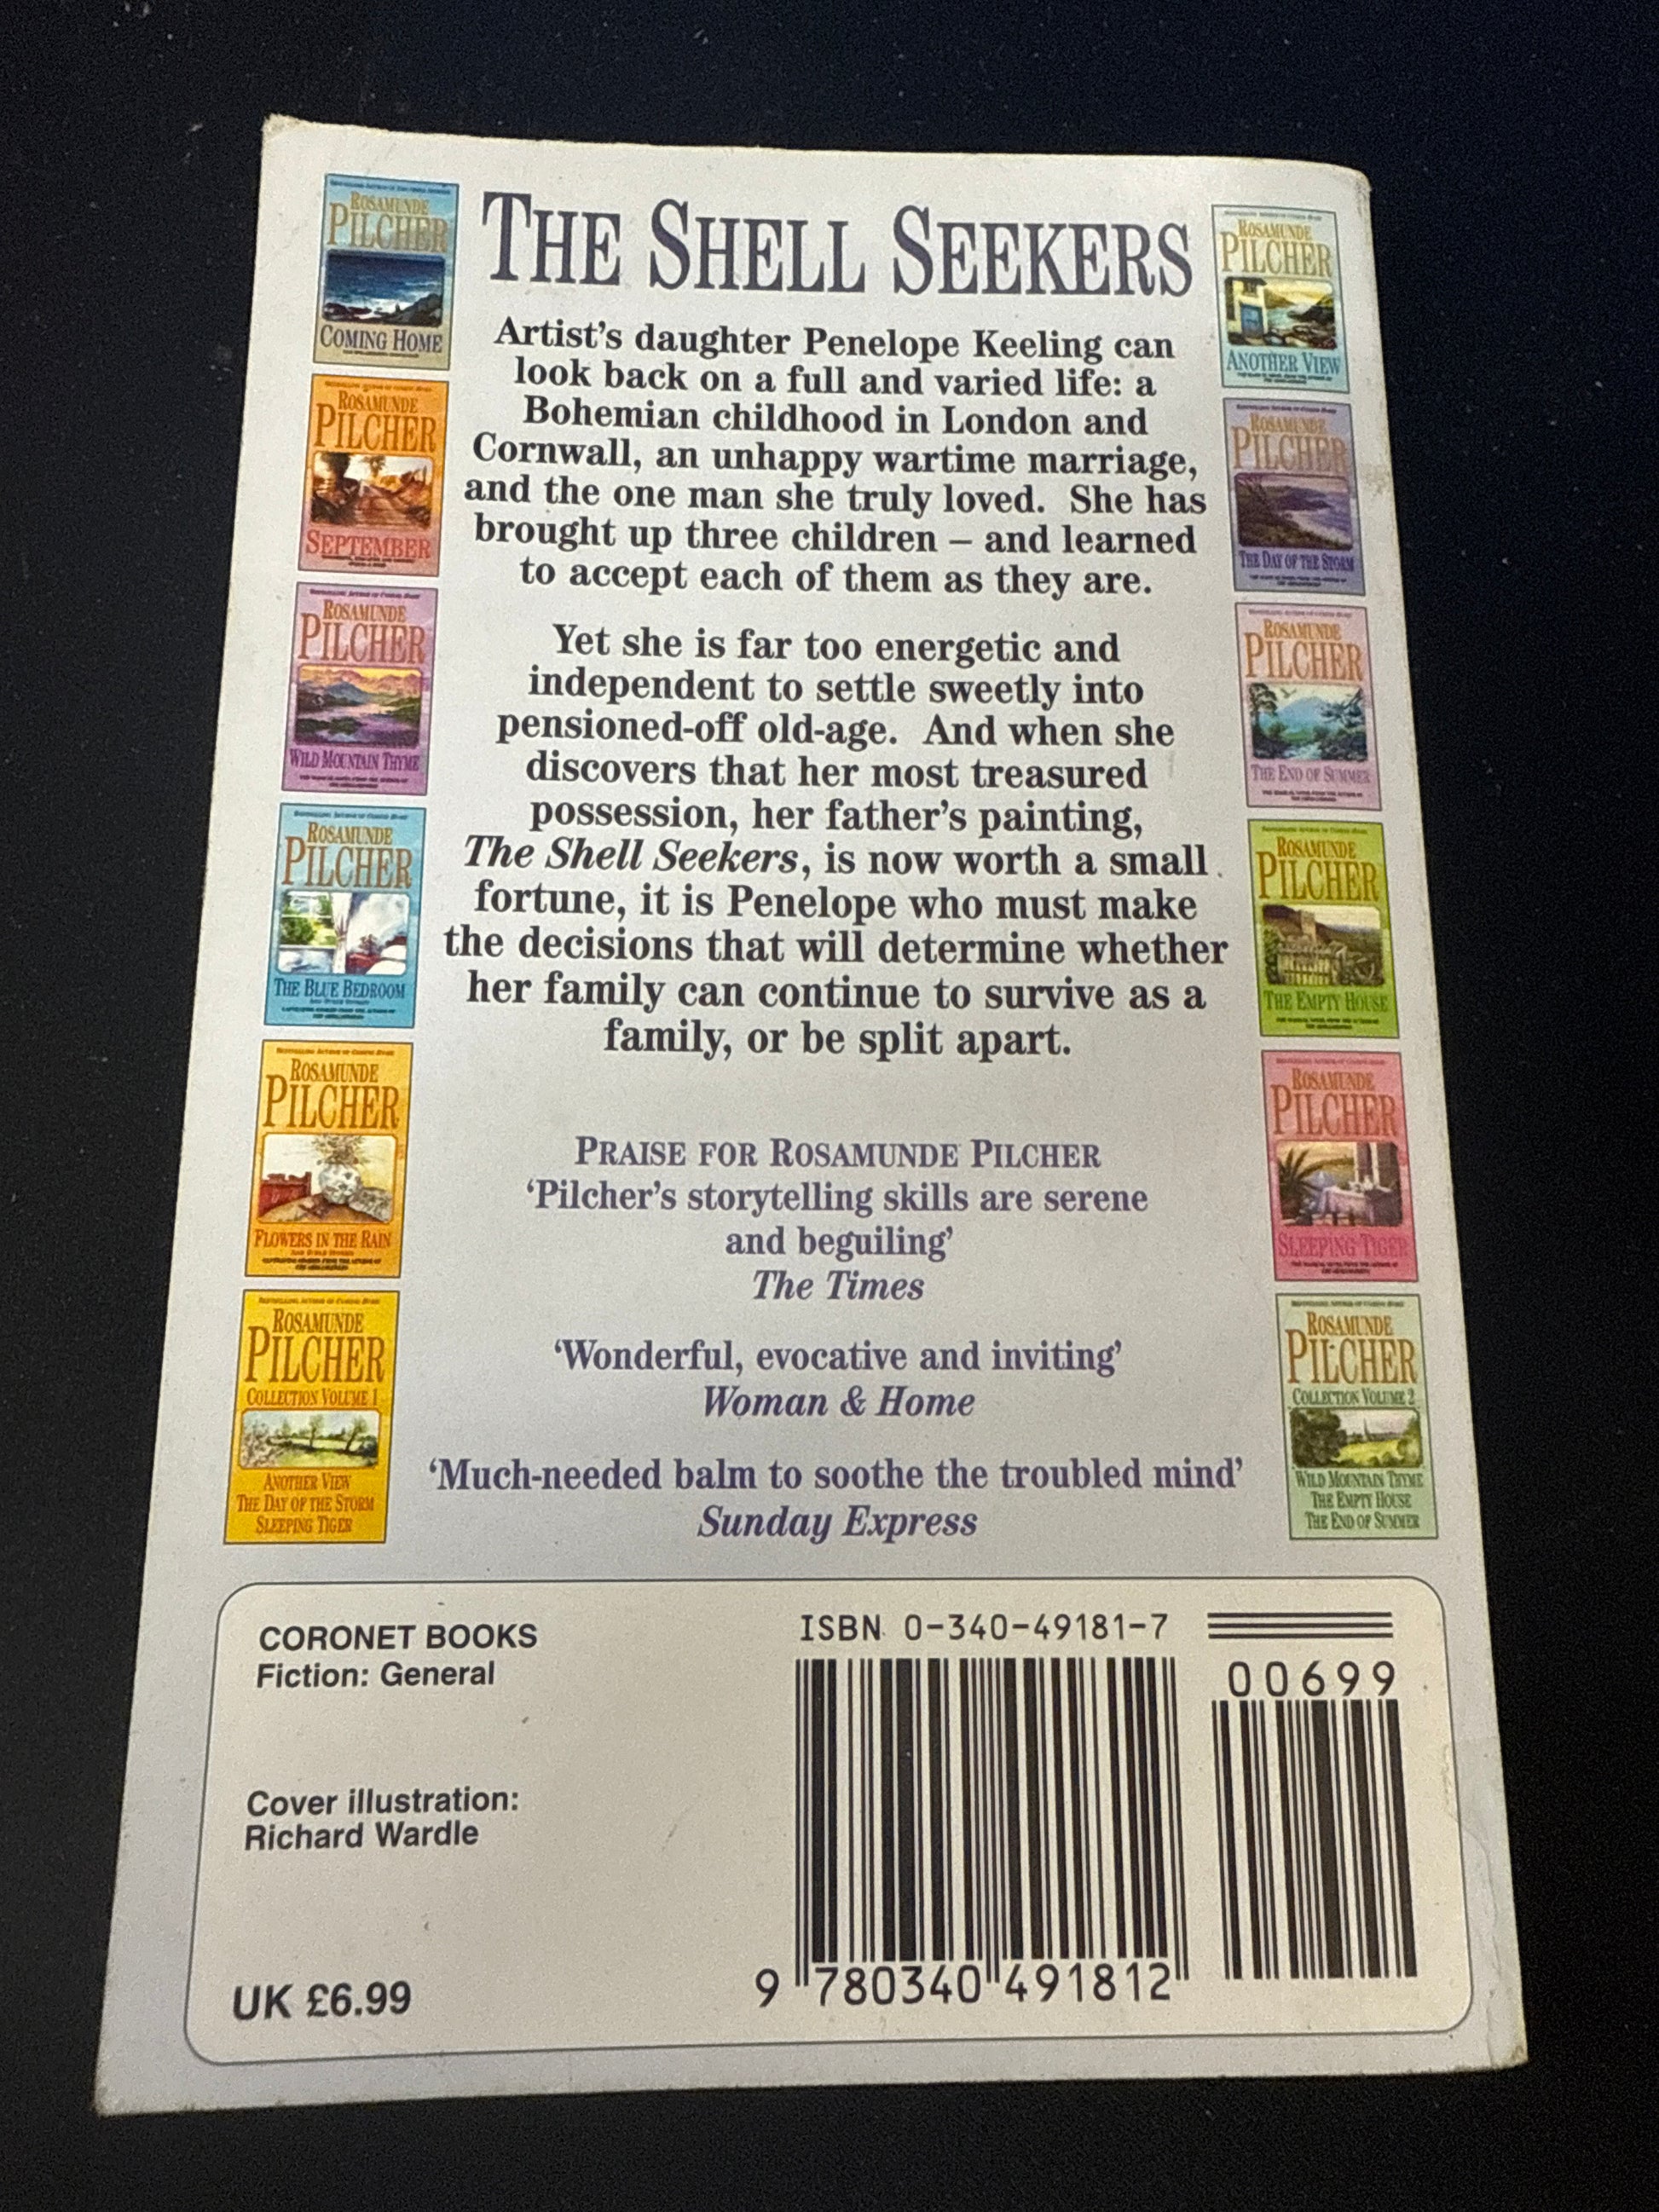 THE SHELL SEEKERS
Artist's daughter Penelope Keeling can
look back on a full and varied life: a
Bohemian childhood in London and
Cornwall, an unhappy wartime marriage,
and the one man she truly loved. She has
brought up three children – and learned
to accept each of them as they are.
Yet she is far too energetic and
independent to settle sweetly into
pensioned-off old-age. And when she
discovers that her most treasured
possession, her father's painting,
The Shell Seekers, is now worth a small
fortune, it is Penelope who must make
the decisions that will determine whether
her family can continue to survive as a
family, or be split apart.
PRAISE FOR ROSAMUNDE PILCHER
‘Pilcher’s storytelling skills are serene
and beguiling’
The Times
‘Wonderful, evocative and inviting’
Woman & Home
‘Much-needed balm to soothe the troubled mind’
Sunday Express
ROSAMUNDE
PILCHER
COMING HOME
ROSAMUNDE
PILCHER
SEPTEMBER
ROSAMUNDE
PILCHER
WILD MOUNTAIN THYME
ROSAMUNDE
PILCHER
THE BLUE BEDROOM
ROSAMUNDE
PILCHER
FLOWERS IN THE RAIN
ROSAMUNDE
PILCHER
COLLECTION VOLUME 1
ANOTHER VIEW
THE DAY OF THE STORM
SLEEPING TIGER
ROSAMUNDE
PILCHER
ANOTHER VIEW
ROSAMUNDE
PILCHER
THE DAY OF THE STORM
ROSAMUNDE
PILCHER
THE END OF SUMMER
ROSAMUNDE
PILCHER
THE EMPTY HOUSE
ROSAMUNDE
PILCHER
SLEEPING TIGER
ROSAMUNDE
PILCHER
COLLECTION VOLUME 2
WILD MOUNTAIN THYME
THE EMPTY HOUSE
THE END OF SUMMER
CORONET BOOKS
Fiction: General
Cover illustration:
Richard Wardle
UK £6.99
ISBN 0-340-49181-7
00699
9 780340 491812